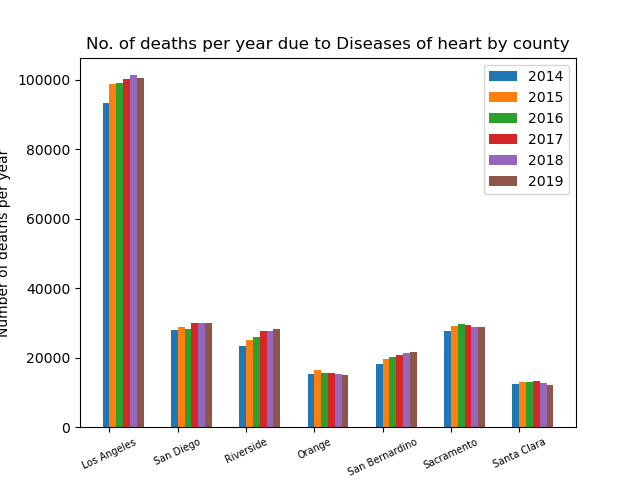 No. of deaths per year due to Diseases of heart by county
Number of deaths per year
100000
80000
60000
40000
20000
0
2014
2015
2016
2017
2018
2019
Los Angeles
San Diego
Riverside
Orange
San Bernardino
Sacramento
Santa Clara